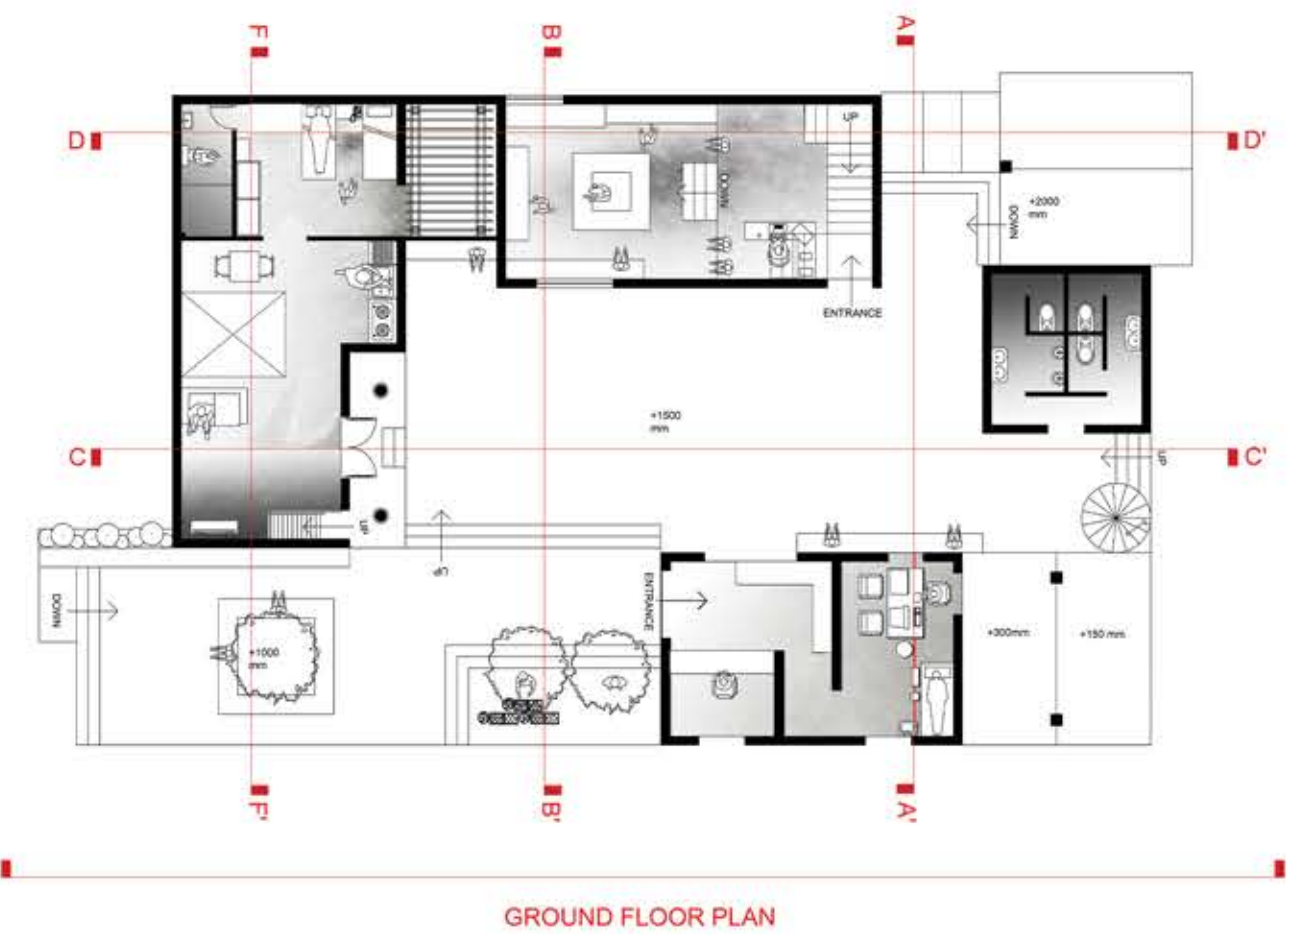 F
B
A
D
D'
UP
DOWN
+2000
mm
DOWN
ENTRANCE
+1500
mm
C
C'
UP
UP
UP
DOWN
ENTRANCE
+1000
mm
+300mm
+150 mm
F'
B'
A'
GROUND FLOOR PLAN